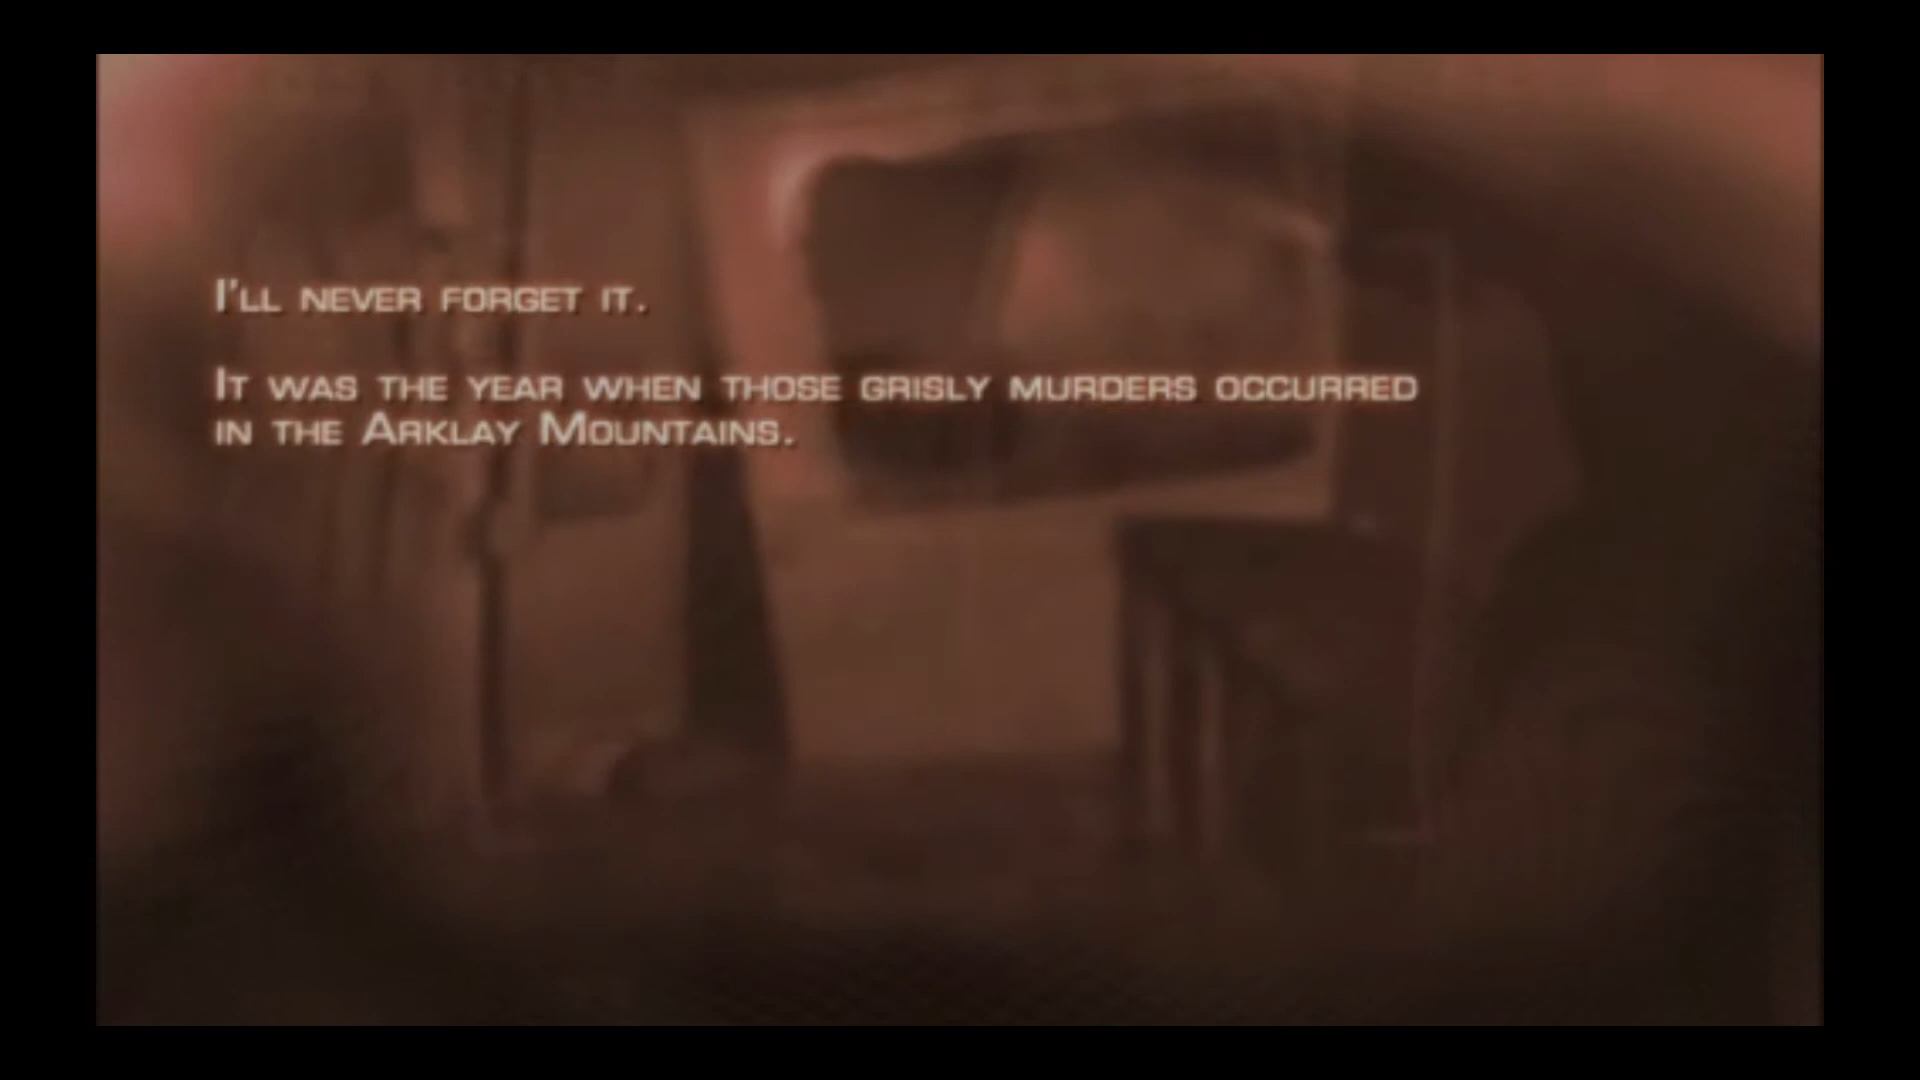 I'll never forget it.
It was the year when those grisly murders occurred
in the Arklay Mountains.